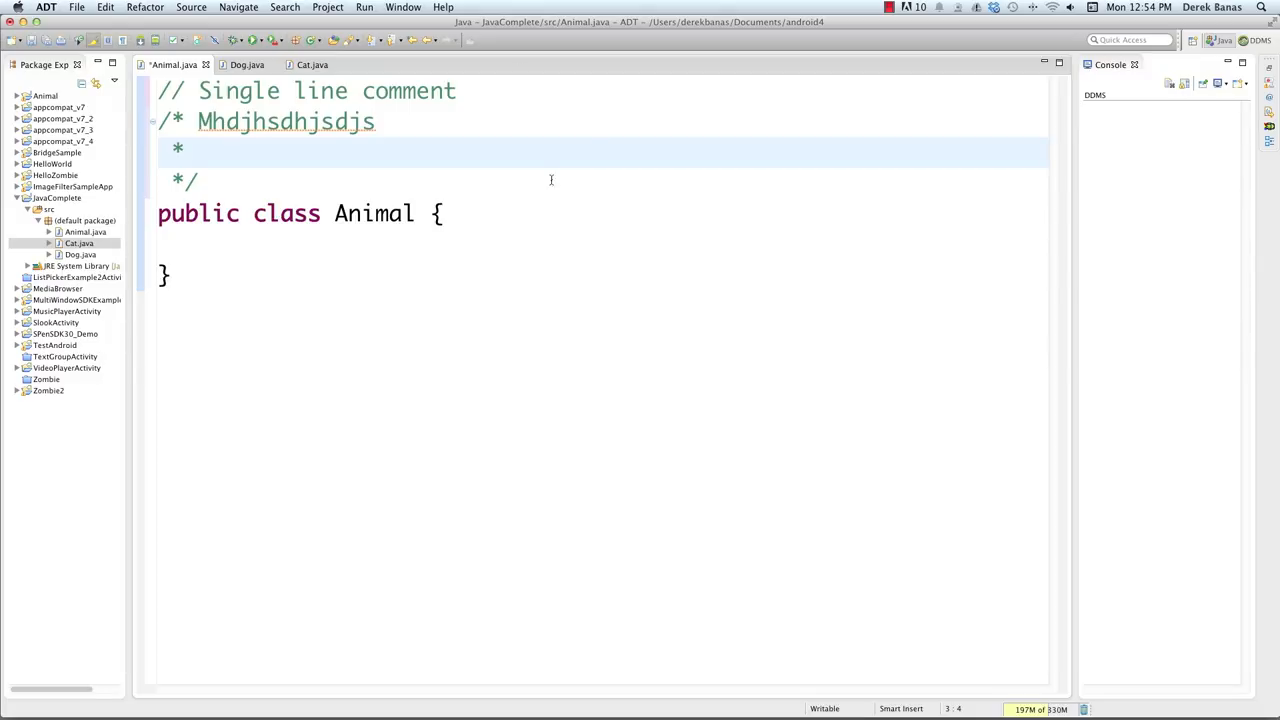 ADT File Edit Refactor Source Navigate Search Project Run Window Help 10 Mon 12:54 PM Derek Banas
Java – JavaComplete/src/Animal.java – ADT – /Users/derekbanas/Documents/android4
Quick Access Java DDMS
Package Exp
*Animal.java Dog.java Cat.java
Console
DDMS
Animal
appcompat_v7
appcompat_v7_2
appcompat_v7_3
appcompat_v7_4
BridgeSample
HelloWorld
HelloZombie
ImageFilterSampleApp
JavaComplete
src
(default package)
Animal.java
Cat.java
Dog.java
JRE System Library [Ja
ListPickerExample2Activi
MediaBrowser
MultiWindowSDKExample
MusicPlayerActivity
SlookActivity
SPenSDK30_Demo
TestAndroid
TextGroupActivity
VideoPlayerActivity
Zombie
Zombie2
// Single line comment
/* Mhdjhsdhjsdjs
*
*/
public class Animal {
}
Writable Smart Insert 3 : 4 197M of 330M